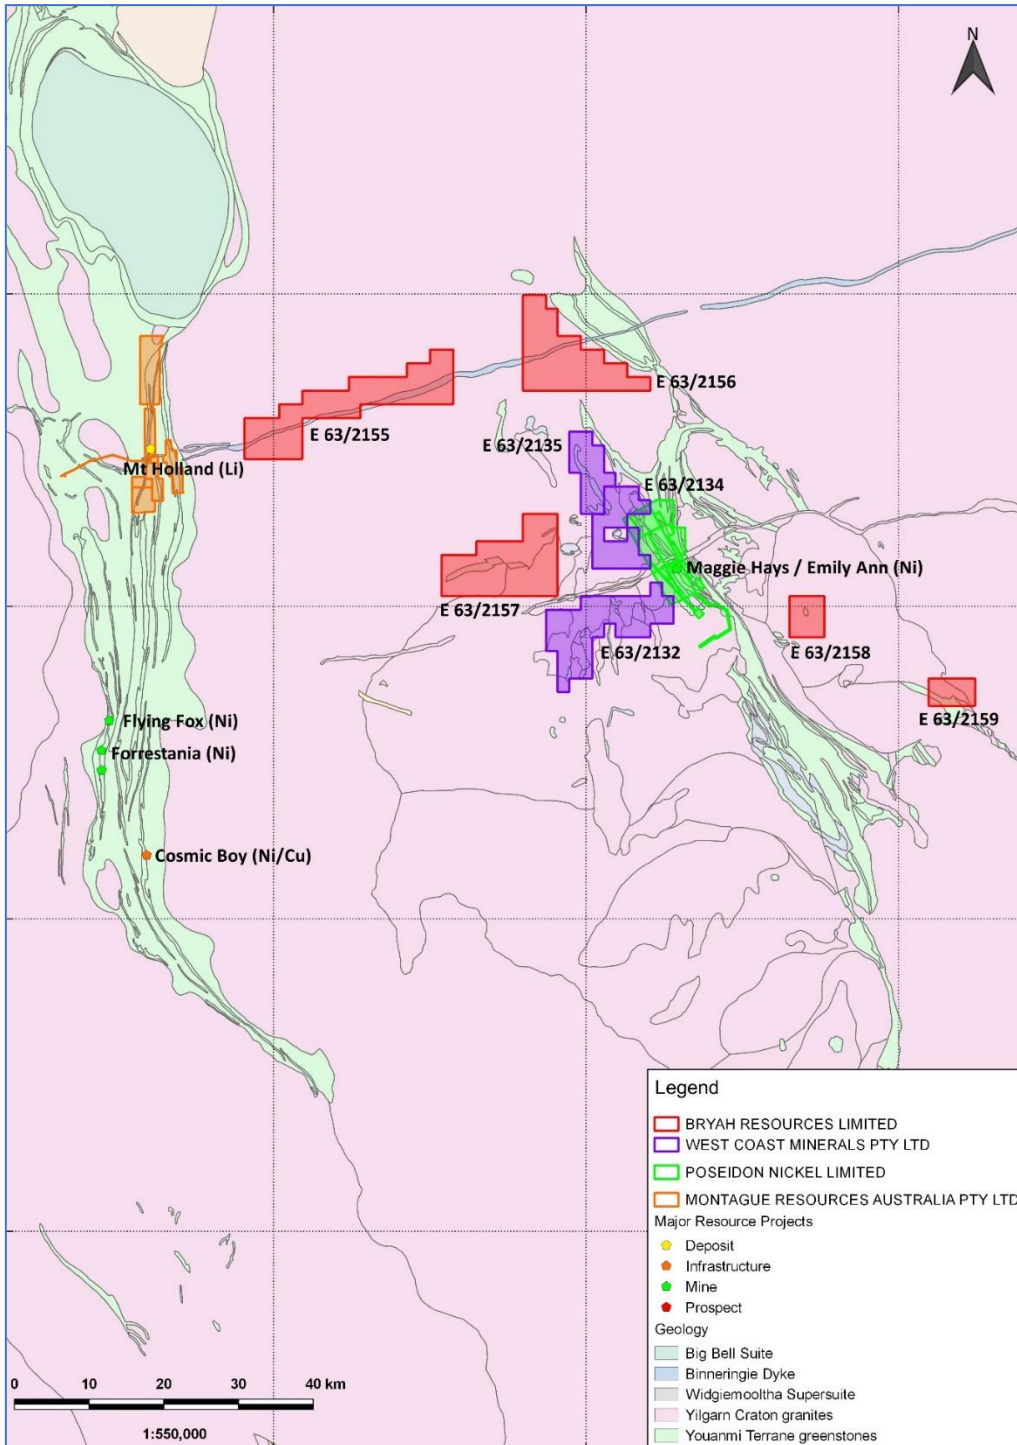 N
E 63/2156
E 63/2155
E 63/2135
Mt Holland (Li)
E 63/2134
Maggie Hays / Emily Ann (Ni)
E 63/2157
E 63/2132
E 63/2158
E 63/2159
Flying Fox (Ni)
Forrestania (Ni)
Cosmic Boy (Ni/Cu)
Legend
BRYAH RESOURCES LIMITED
WEST COAST MINERALS PTY LTD
POSEIDON NICKEL LIMITED
MONTAGUE RESOURCES AUSTRALIA PTY LTD
Major Resource Projects
Deposit
Infrastructure
Mine
Prospect
Geology
Big Bell Suite
Binneringie Dyke
Widgiemooltha Supersuite
Yilgarn Craton granites
Youanmi Terrane greenstones
0 10 20 30 40 km
1:550,000